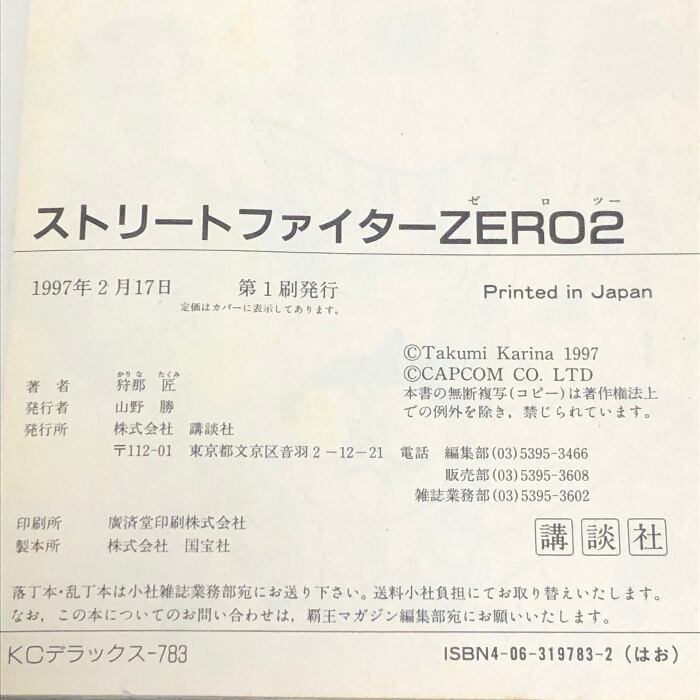 ゼロツー
ストリートファイターZERO2
1997年2月17日 第1刷発行 Printed in Japan
定価はカバーに表示してあります。
©Takumi Karina 1997
©CAPCOM CO. LTD
本書の無断複写(コピー)は著作権法上
での例外を除き,禁じられています。
かりな たくみ
著者 狩那 匠
発行者 山野 勝
発行所 株式会社 講談社
〒112-01 東京都文京区音羽2-12-21 電話 編集部(03)5395-3466
販売部(03)5395-3608
雑誌業務部(03)5395-3602
印刷所 廣済堂印刷株式会社
製本所 株式会社 国宝社
講談社
落丁本・乱丁本は小社雑誌業務部宛にお送り下さい。送料小社負担にてお取り替えいたします。
なお,この本についてのお問い合わせは,覇王マガジン編集部宛にお願いいたします。
KCデラックス-783 ISBN4-06-319783-2 (はお)